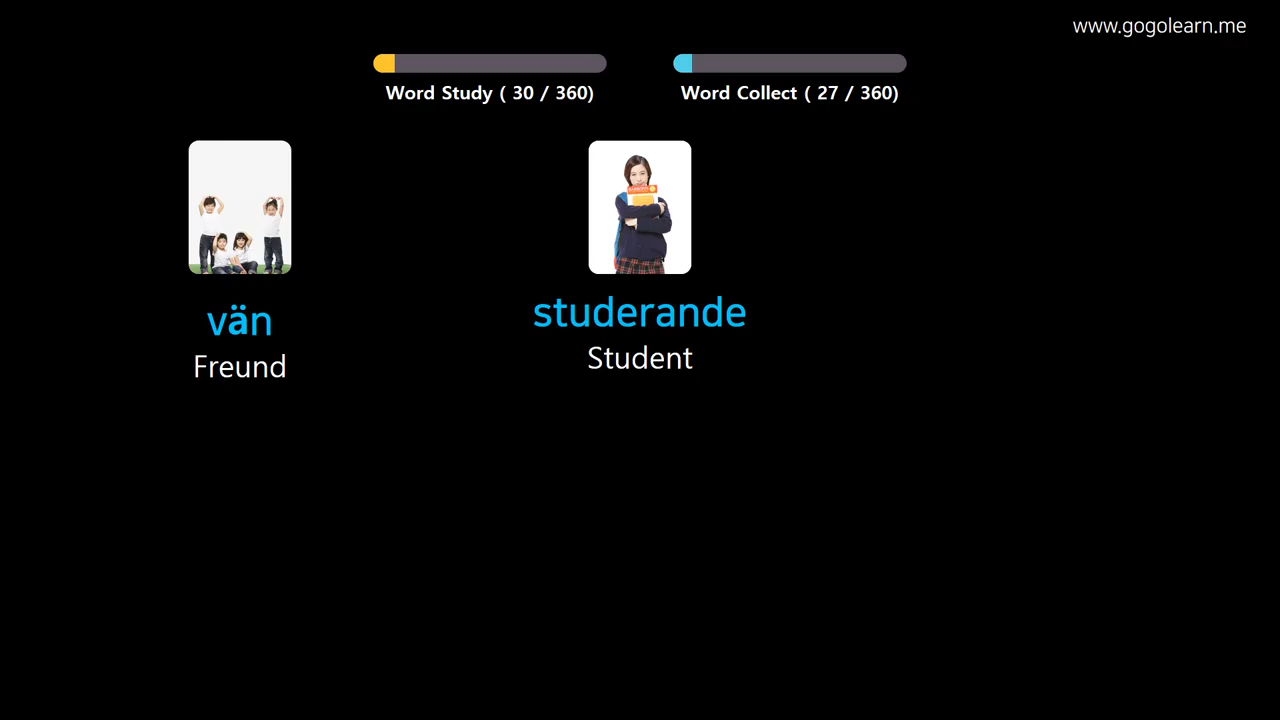 www.gogolearn.me
Word Study ( 30 / 360)
Word Collect ( 27 / 360)
vän
Freund
studerande
Student